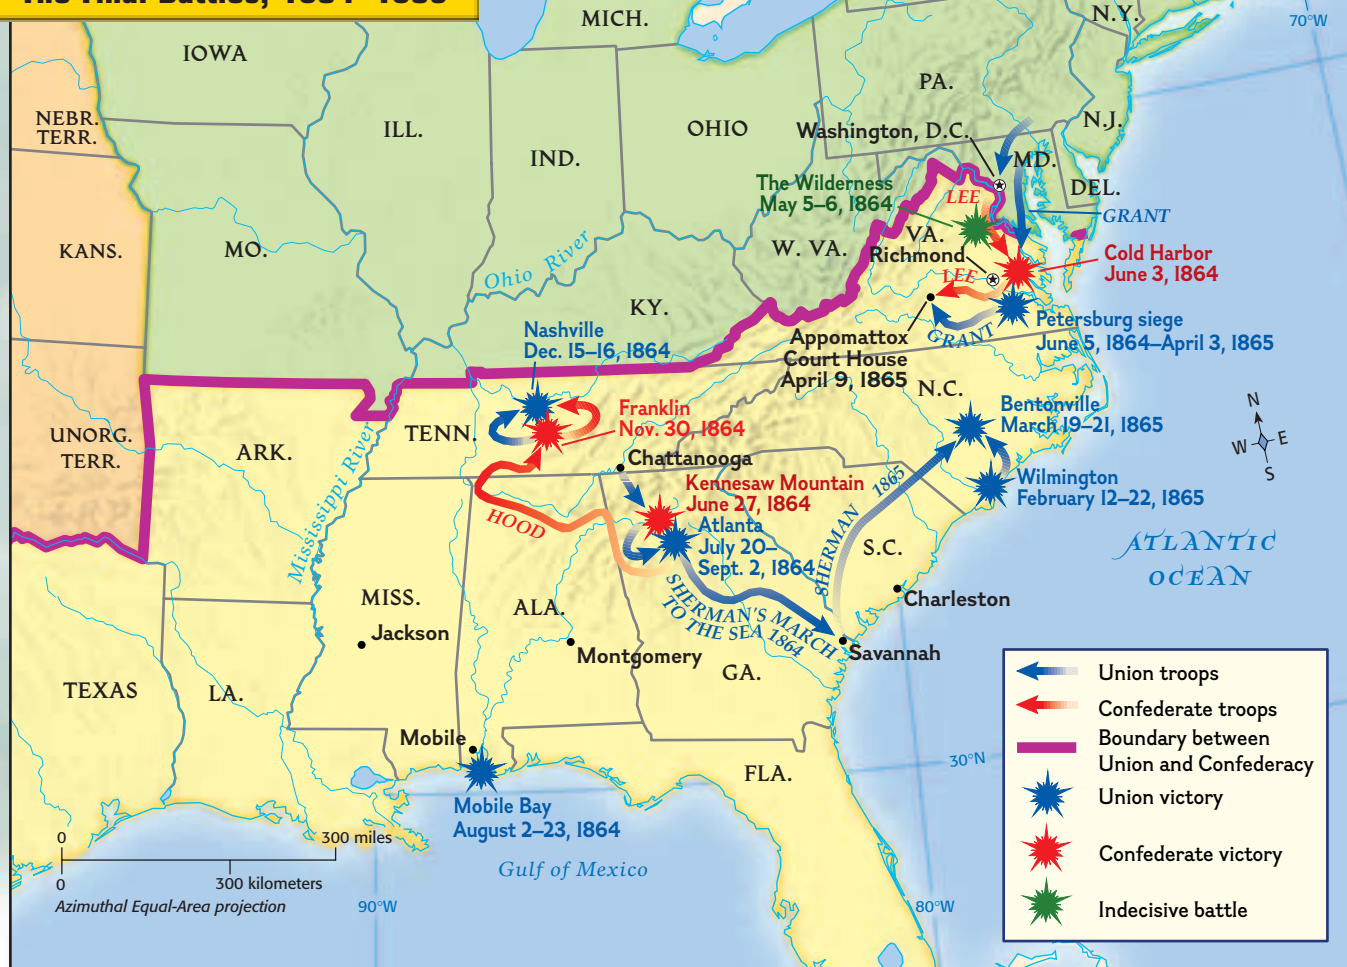 The Final Battles, 1864–1865
MICH.
N.Y.
70°W
IOWA
PA.
NEBR.
TERR.
ILL.
OHIO
N.J.
Washington, D.C.
IND.
MD.
The Wilderness
May 5–6, 1864
LEE
DEL.
GRANT
KANS.
MO.
W. VA.
VA.
Richmond
Cold Harbor
June 3, 1864
Ohio River
LEE
KY.
Nashville
Dec. 15–16, 1864
Appomattox
Court House
April 9, 1865
GRANT
Petersburg siege
June 5, 1864–April 3, 1865
N.C.
UNORG.
TERR.
ARK.
TENN.
Franklin
Nov. 30, 1864
Bentonville
March 19–21, 1865
N
W
E
S
Chattanooga
Mississippi River
Kennesaw Mountain
June 27, 1864
Wilmington
February 12–22, 1865
HOOD
Atlanta
July 20–
Sept. 2, 1864
SHERMAN 1865
S.C.
ATLANTIC
OCEAN
MISS.
ALA.
SHERMAN'S MARCH
TO THE SEA 1864
Charleston
Jackson
Montgomery
Savannah
TEXAS
LA.
GA.
Mobile
FLA.
30°N
Mobile Bay
August 2–23, 1864
Gulf of Mexico
0
300 miles
0
300 kilometers
Azimuthal Equal-Area projection
90°W
80°W
Union troops
Confederate troops
Boundary between
Union and Confederacy
Union victory
Confederate victory
Indecisive battle